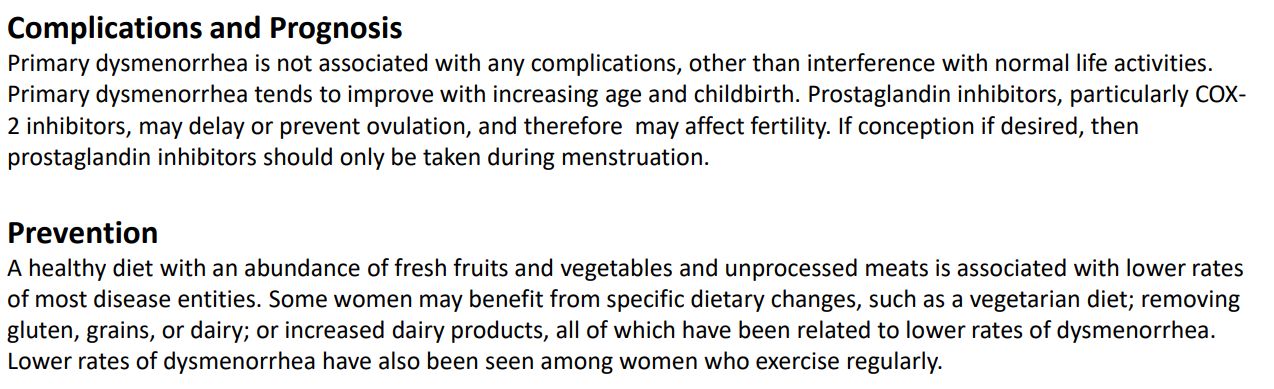 Complications and Prognosis
Primary dysmenorrhea is not associated with any complications, other than interference with normal life activities.
Primary dysmenorrhea tends to improve with increasing age and childbirth. Prostaglandin inhibitors, particularly COX-
2 inhibitors, may delay or prevent ovulation, and therefore  may affect fertility. If conception if desired, then
prostaglandin inhibitors should only be taken during menstruation.
Prevention
A healthy diet with an abundance of fresh fruits and vegetables and unprocessed meats is associated with lower rates
of most disease entities. Some women may benefit from specific dietary changes, such as a vegetarian diet; removing
gluten, grains, or dairy; or increased dairy products, all of which have been related to lower rates of dysmenorrhea.
Lower rates of dysmenorrhea have also been seen among women who exercise regularly.